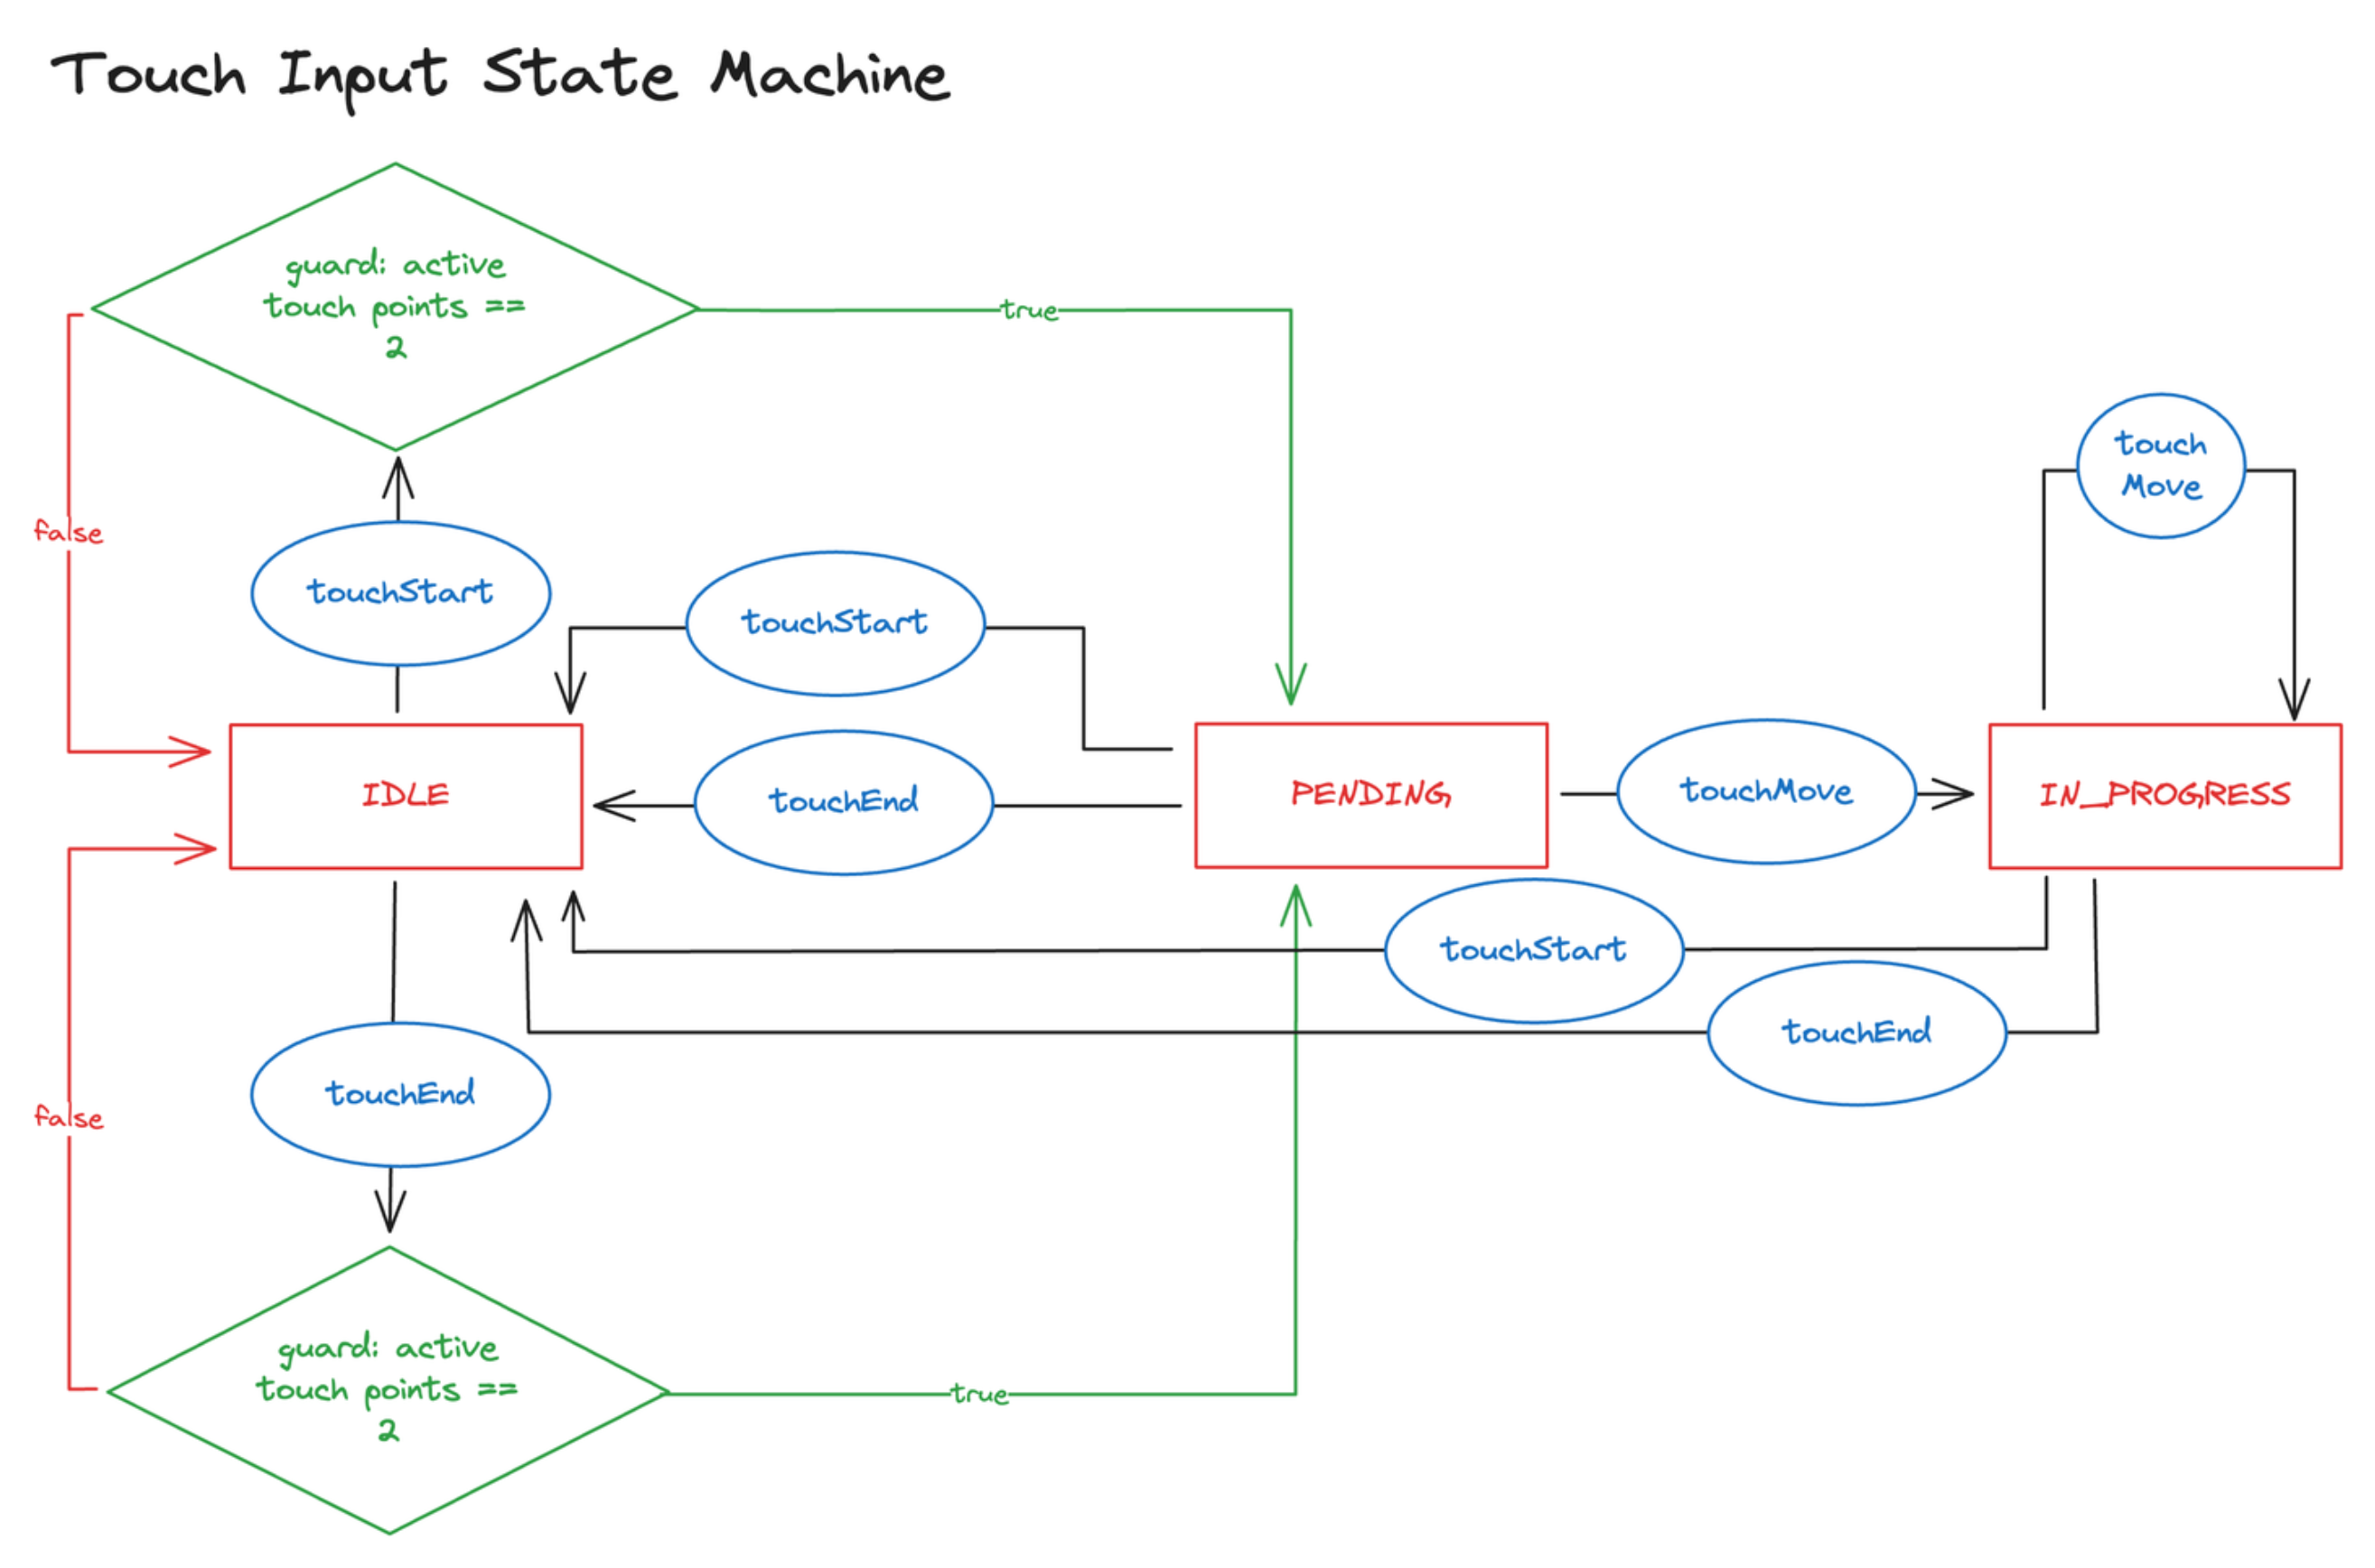 Touch Input State Machine
guard: active
touch points ==
2
true
touch
Move
false
touchStart
touchStart
IDLE
touchEnd
PENDING
touchMove
IN_PROGRESS
touchStart
touchEnd
touchEnd
false
guard: active
touch points ==
2
true